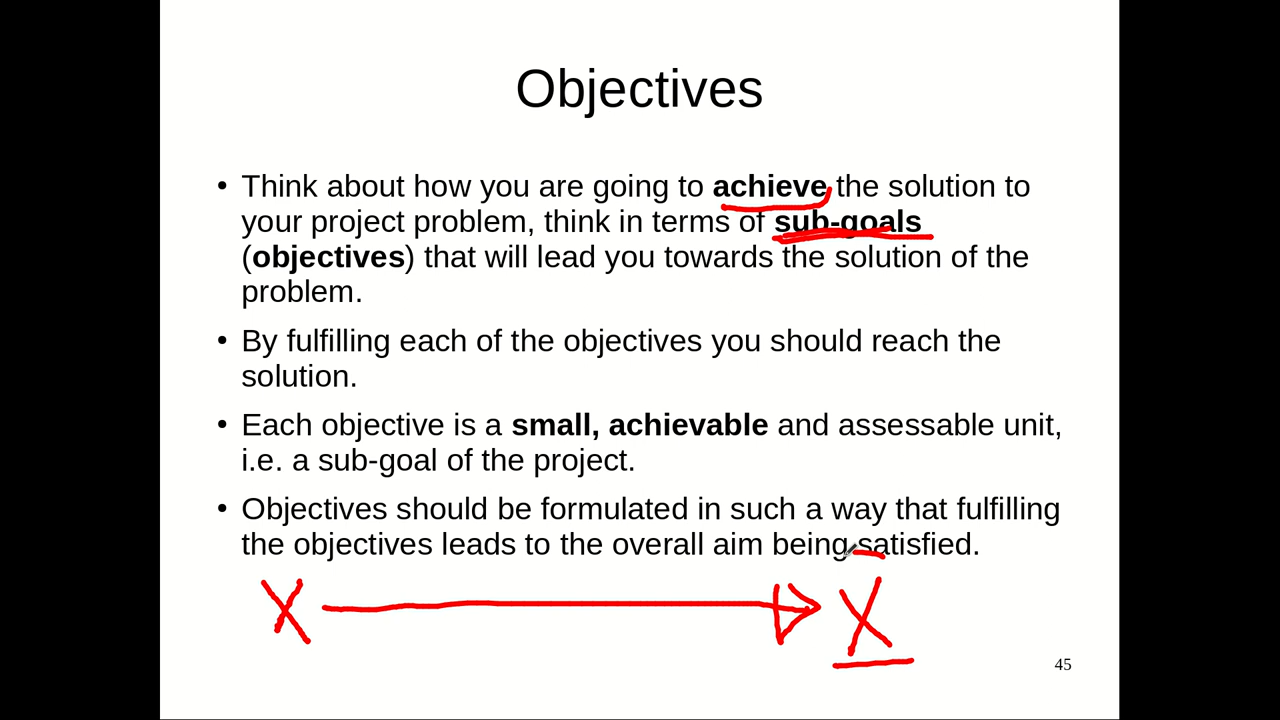 Objectives
• Think about how you are going to achieve the solution to
your project problem, think in terms of sub-goals
(objectives) that will lead you towards the solution of the
problem.
• By fulfilling each of the objectives you should reach the
solution.
• Each objective is a small, achievable and assessable unit,
i.e. a sub-goal of the project.
• Objectives should be formulated in such a way that fulfilling
the objectives leads to the overall aim being satisfied.
X X
45